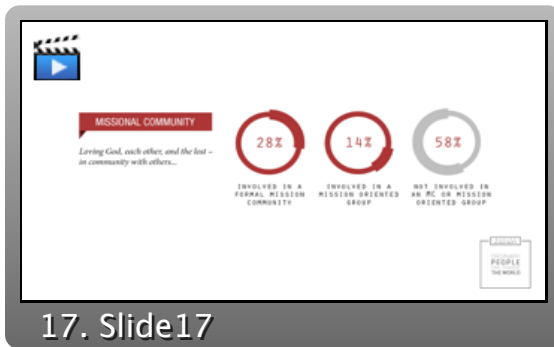 MISSIONAL COMMUNITY
Loving God, each other, and the lost –
in community with others...
28%
14%
58%
INVOLVED IN A
FORMAL MISSION
COMMUNITY
INVOLVED IN A
MISSION ORIENTED
GROUP
NOT INVOLVED IN
AN MC OR MISSION
ORIENTED GROUP
PEOPLE
THE WORLD
17. Slide17